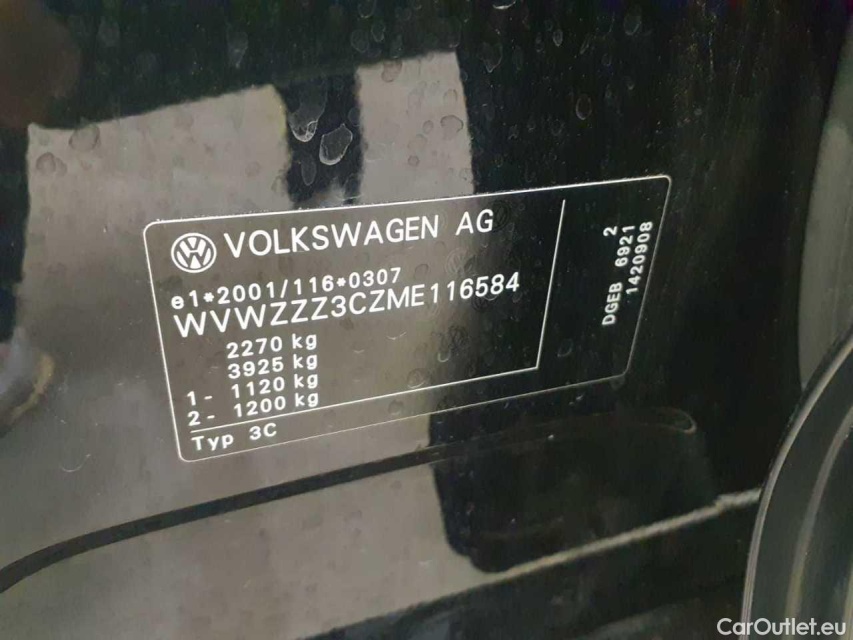 VOLKSWAGEN AG
e1*2001/116*0307
WVWZZZ3CZME116584
2270 kg
3925 kg
1- 1120 kg
2- 1200 kg
Typ 3C
2
DGEB 6921
1420908
CarOutlet.eu